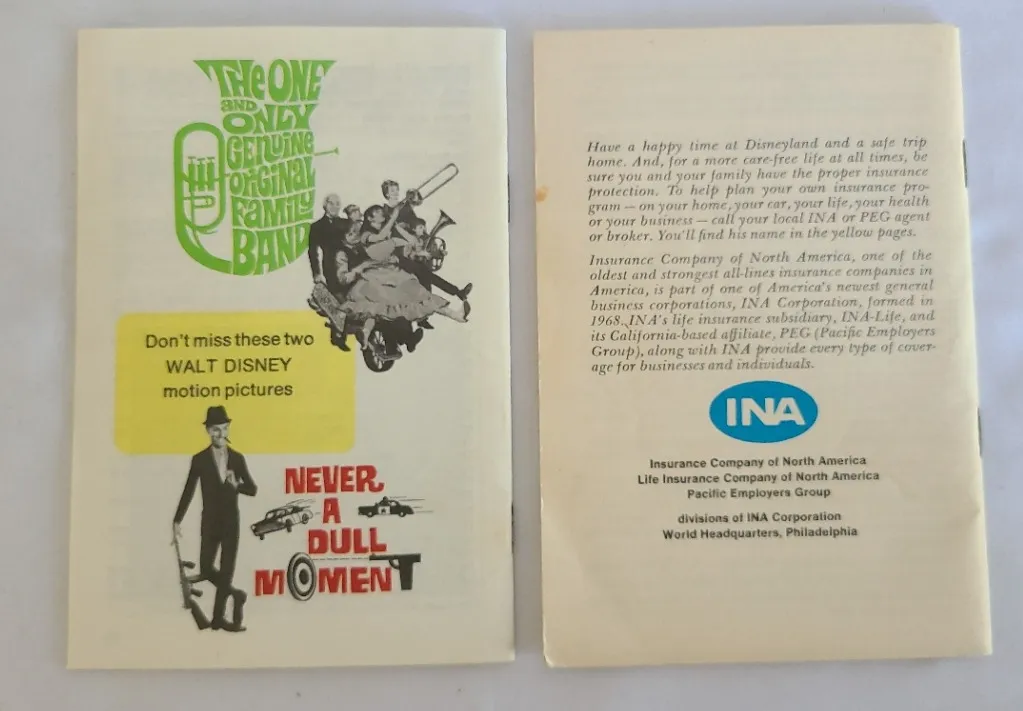 THE ONE
AND
ONLY
GENUINE
ORIGINAL
FAMILY
BAND
Don't miss these two
WALT DISNEY
motion pictures
NEVER
A
DULL
MOMENT
Have a happy time at Disneyland and a safe trip
home. And, for a more care-free life at all times, be
sure you and your family have the proper insurance
protection. To help plan your own insurance pro-
gram — on your home, your car, your life, your health
or your business — call your local INA or PEG agent
or broker. You'll find his name in the yellow pages.
Insurance Company of North America, one of the
oldest and strongest all-lines insurance companies in
America, is part of one of America's newest general
business corporations, INA Corporation, formed in
1968. INA's life insurance subsidiary, INA-Life, and
its California-based affiliate, PEG (Pacific Employers
Group), along with INA provide every type of cover-
age for businesses and individuals.
INA
Insurance Company of North America
Life Insurance Company of North America
Pacific Employers Group
divisions of INA Corporation
World Headquarters, Philadelphia